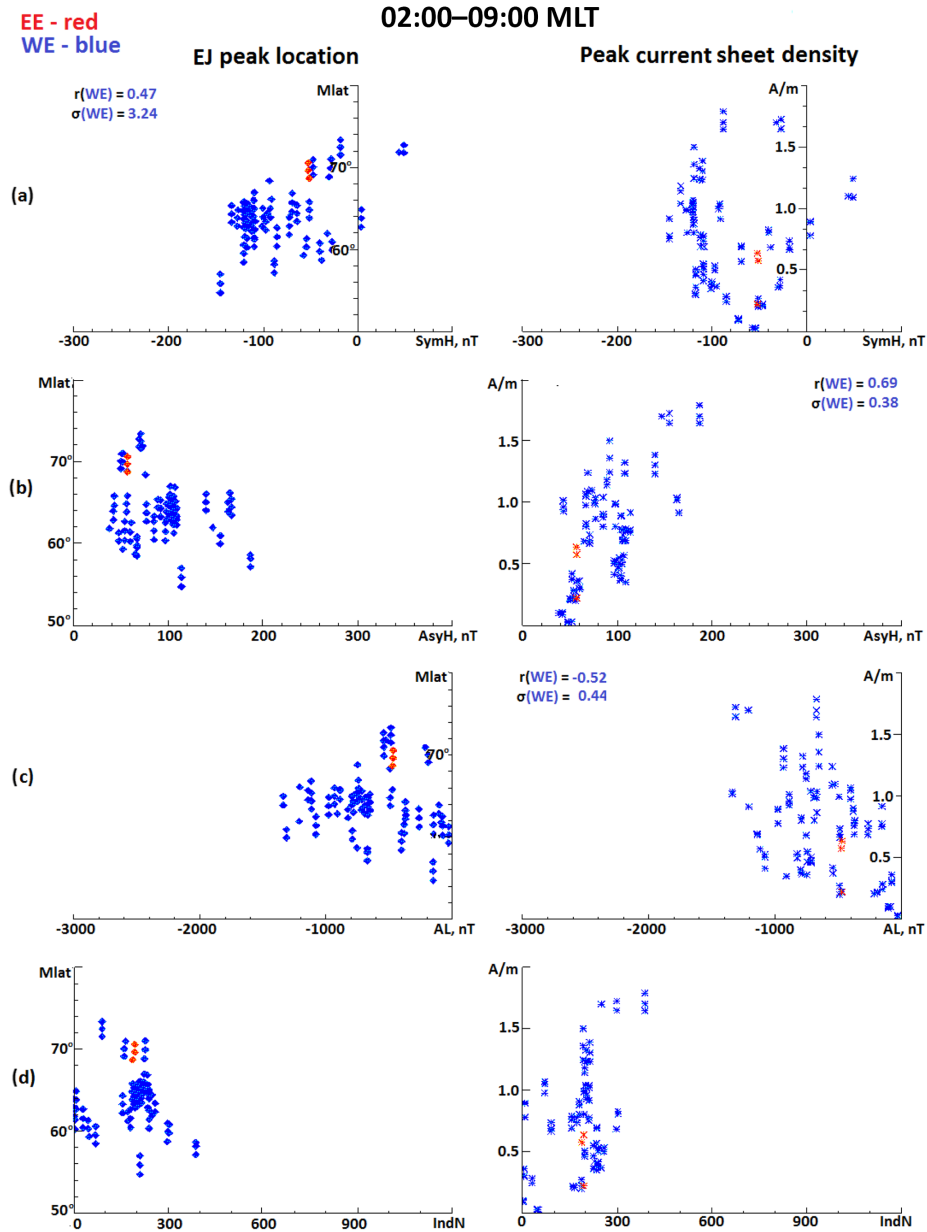 02:00–09:00 MLT
EE - red
WE - blue
EJ peak location
Peak current sheet density
(a)
r(WE) = 0.47
σ(WE) = 3.24
Mlat
70°
60°
-300 -200 -100 0
SymH, nT
A/m
1.5
1.0
0.5
-300 -200 -100 0
SymH, nT
(b)
Mlat
70°
60°
50°
0 100 200 300
AsyH, nT
A/m
r(WE) = 0.69
σ(WE) = 0.38
1.5
1.0
0.5
0 100 200 300
AsyH, nT
(c)
Mlat
70°
-3000 -2000 -1000
AL, nT
r(WE) = -0.52
σ(WE) = 0.44
A/m
1.5
1.0
0.5
-3000 -2000 -1000
AL, nT
(d)
Mlat
70°
60°
50°
0 300 600 900
IndN
A/m
1.5
1.0
0.5
0 300 600 900
IndN